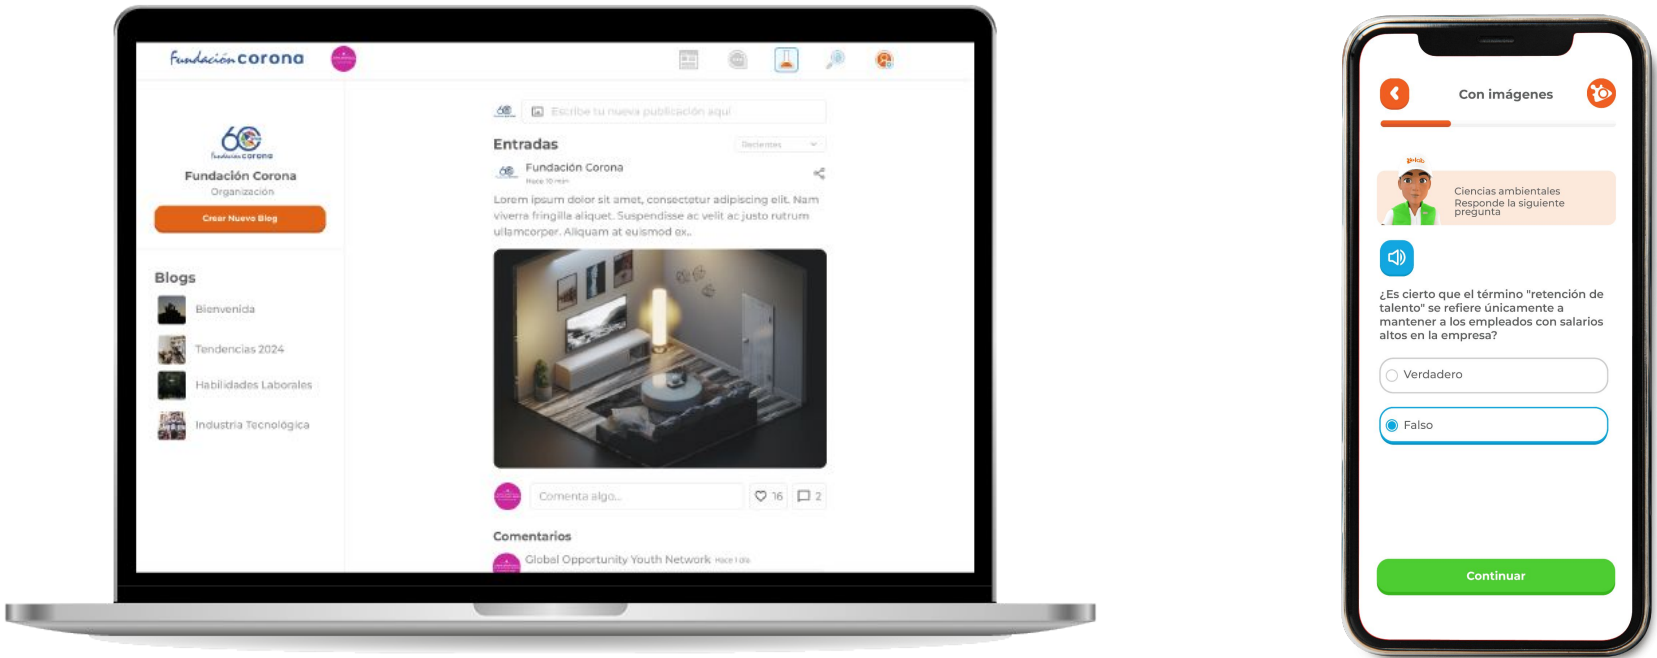 Fundación corona
Escribe tu nueva publicación aquí
60
fundación corona
Fundación Corona
Organización
Crear Nuevo Blog
Blogs
Bienvenida
Tendencias 2024
Habilidades Laborales
Industria Tecnológica
Entradas
Recientes
Fundación Corona
Hace 10 min
Lorem ipsum dolor sit amet, consectetur adipiscing elit. Nam
viverra fringilla aliquet. Suspendisse ac velit ac justo rutrum
ullamcorper. Aliquam at euismod ex..
Comenta algo...
16
2
Comentarios
Global Opportunity Youth Network Hace 1 día
Con imágenes
Ciencias ambientales
Responde la siguiente
pregunta
¿Es cierto que el término "retención de
talento" se refiere únicamente a
mantener a los empleados con salarios
altos en la empresa?
Verdadero
Falso
Continuar